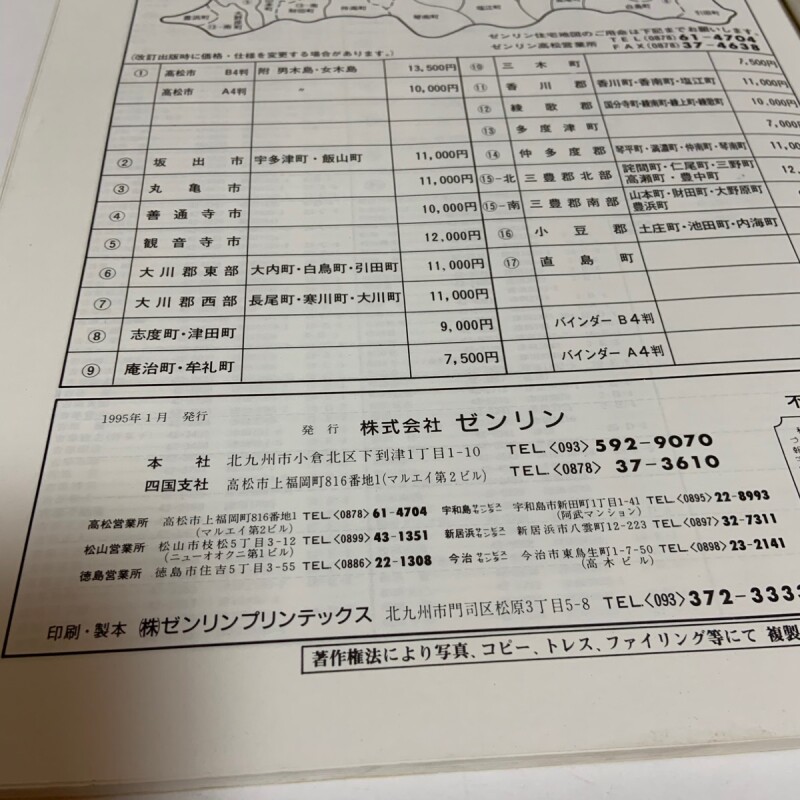 ゼンリン住宅地図のご用命は下記までお願いします。
TEL(0878)61-4704
(改訂出版時に価格・仕様を変更する場合があります。)
ゼンリン高松営業所 FAX(0878)37-4638
① 高松市 B4判 附 男木島・女木島 13,500円
高松市 A4判 〃 10,000円
② 坂出市 宇多津町・飯山町 11,000円
③ 丸亀市 11,000円
④ 善通寺市 10,000円
⑤ 観音寺市 12,000円
⑥ 大川郡東部 大内町・白鳥町・引田町 11,000円
⑦ 大川郡西部 長尾町・寒川町・大川町 11,000円
⑧ 志度町・津田町 9,000円
⑨ 庵治町・牟礼町 7,500円
⑩ 三木町 7,500円
⑪ 香川郡 香川町・香南町・塩江町 11,000円
⑫ 綾歌郡 国分寺町・綾南町・綾上町・綾歌町 10,000円
⑬ 多度津町 7,000
⑭ 仲多度郡 琴平町・満濃町・仲南町・琴南町 11,0
⑮-北 三豊郡北部 詫間町・仁尾町・三野町
高瀬町・豊中町 12,
⑮-南 三豊郡南部 山本町・財田町・大野原町
豊浜町
⑯ 小豆郡 土庄町・池田町・内海町
⑰ 直島町
バインダー B4判
バインダー A4判
1995年1月 発行
発行 株式会社 ゼンリン
本社 北九州市小倉北区下到津1丁目1-10 TEL.〈093〉592-9070
四国支社 高松市上福岡町816番地1(マルエイ第2ビル) TEL.〈0878〉37-3610
高松営業所 高松市上福岡町816番地1 TEL.〈0878〉61-4704
(マルエイ第2ビル)
松山営業所 松山市枝松5丁目3-12 TEL.〈0899〉43-1351
(ニューオオクニ第1ビル)
徳島営業所 徳島市住吉5丁目3-55 TEL.〈0886〉22-1308
宇和島サービスセンター 宇和島市新田町1丁目1-41 TEL.〈0895〉22-8993
(阿武マンション)
新居浜サービスセンター 新居浜市八雲町12-223 TEL.〈0897〉32-7311
今治サービスセンター 今治市東鳥生町1-7-50 TEL.〈0898〉23-2141
(高木ビル)
印刷・製本 ㈱ゼンリンプリンテックス 北九州市門司区松原3丁目5-8 TEL.〈093〉372-3333
著作権法により写真、コピー、トレス、ファイリング等にて 複製